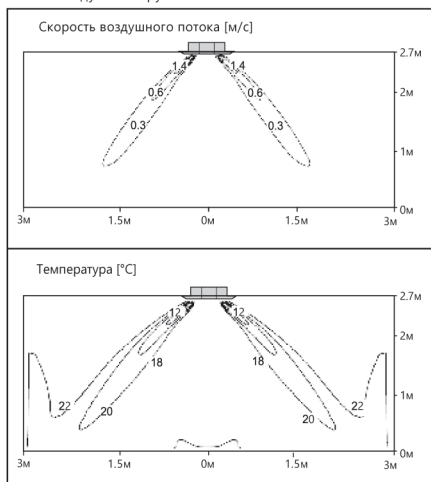 Скорость воздушного потока [м/с]
2.7м
1.4 1.4
2м
0.6 0.6
0.3 0.3
1м
0м
3м 1.5м 0м 1.5м 3м
Температура [°C]
2.7м
12 12
2м
18 18
1м
22 22
20 20
0м
3м 1.5м 0м 1.5м 3м